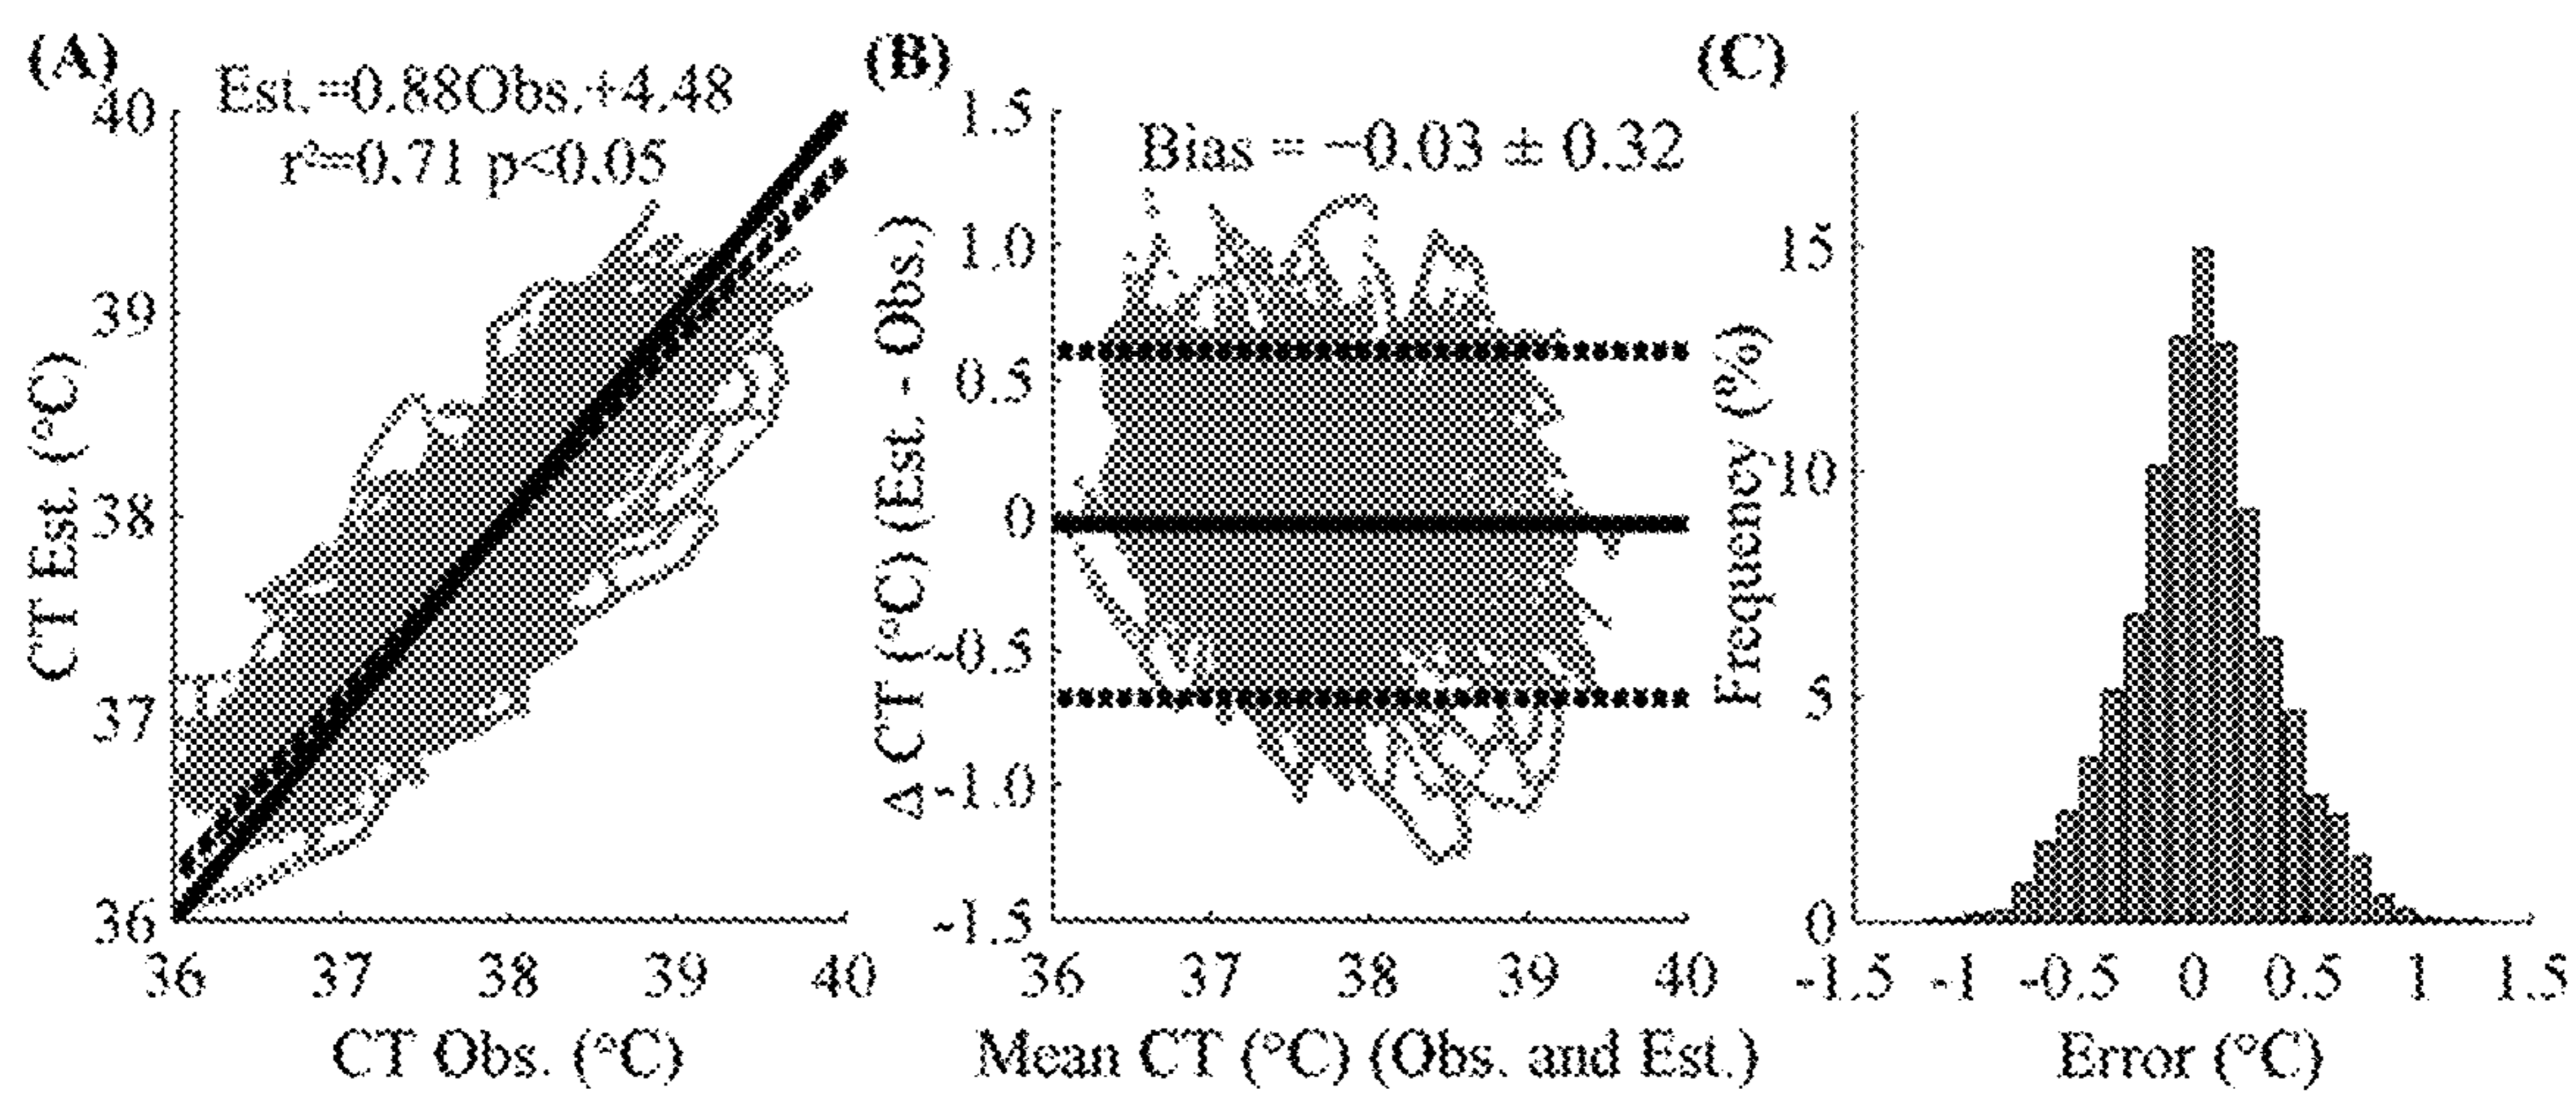 (A)
Est.=0.88Obs.+4.48
r²=0.71 p<0.05
40
39
38
37
36
CT Est. (°C)
36 37 38 39 40
CT Obs. (°C)
(B)
Bias = −0.03 ± 0.32
1.5
1.0
0.5
0
-0.5
-1.0
-1.5
Δ CT (°C) (Est. - Obs.)
36 37 38 39 40
Mean CT (°C) (Obs. and Est.)
(C)
15
10
5
0
Frequency (%)
-1.5 -1 -0.5 0 0.5 1 1.5
Error (°C)